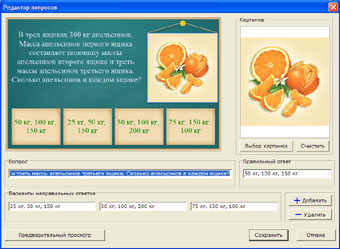 Редактор вопросов
В трех ящиках 300 кг апельсинов.
Масса апельсинов первого ящика
составляет половину массы
апельсинов второго ящика и треть
массы апельсинов третьего ящика.
Сколько апельсинов в каждом ящике?
50 кг, 100 кг, 150 кг
25 кг, 50 кг, 150 кг
50 кг, 100 кг, 200 кг
75 кг, 150 кг, 100 кг
Картинка
Выбор картинки
Очистить
Вопрос
и треть массы апельсинов третьего ящика. Сколько апельсинов в каждом ящике?
Правильный ответ
50 кг, 100 кг, 150 кг
Варианты неправильных ответов
25 кг, 50 кг, 150 кг
50 кг, 100 кг, 200 кг
75 кг, 150 кг, 100 кг
Добавить
Удалить
Предварительный просмотр
Сохранить
Отмена